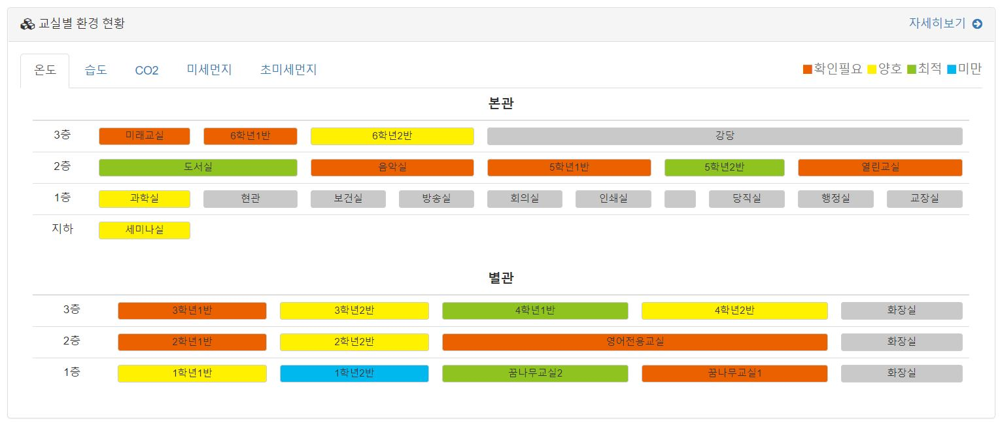 교실별 환경 현황 자세히보기
온도 습도 CO2 미세먼지 초미세먼지 확인필요 양호 최적 미만
본관
3층 미래교실 6학년1반 6학년2반 강당
2층 도서실 음악실 5학년1반 5학년2반 열린교실
1층 과학실 현관 보건실 방송실 회의실 인쇄실 당직실 행정실 교장실
지하 세미나실
별관
3층 3학년1반 3학년2반 4학년1반 4학년2반 화장실
2층 2학년1반 2학년2반 영어전용교실 화장실
1층 1학년1반 1학년2반 꿈나무교실2 꿈나무교실1 화장실